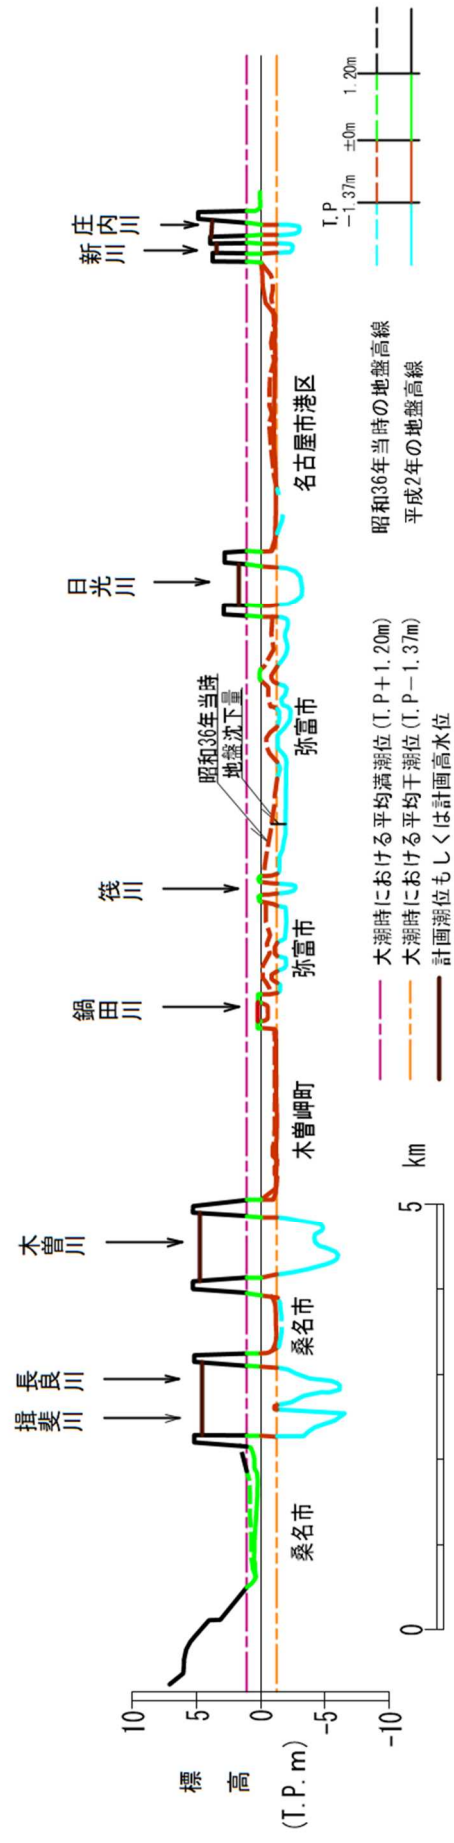 揖斐川
長良川
木曽川
鍋田川
筏川
日光川
新川
庄内川
昭和36年当時
地盤沈下量
10
5
0
-5
-10
標高
(T.P.m)
桑名市
桑名市
木曽岬町
弥富市
弥富市
名古屋市港区
0
5
km
大潮時における平均満潮位(T.P+1.20m)
大潮時における平均干潮位(T.P-1.37m)
計画潮位もしくは計画高水位
T.P
-1.37m
±0m
1.20m
昭和36年当時の地盤高線
平成2年の地盤高線